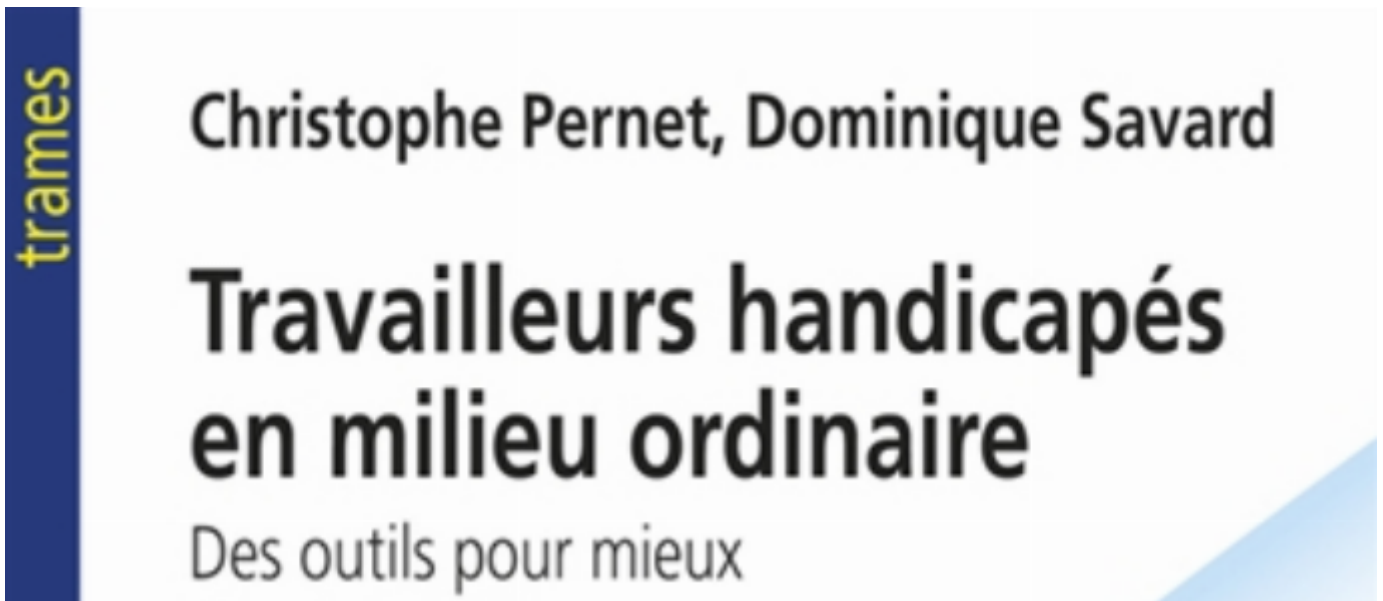 trames
Christophe Pernet, Dominique Savard
Travailleurs handicapés
en milieu ordinaire
Des outils pour mieux